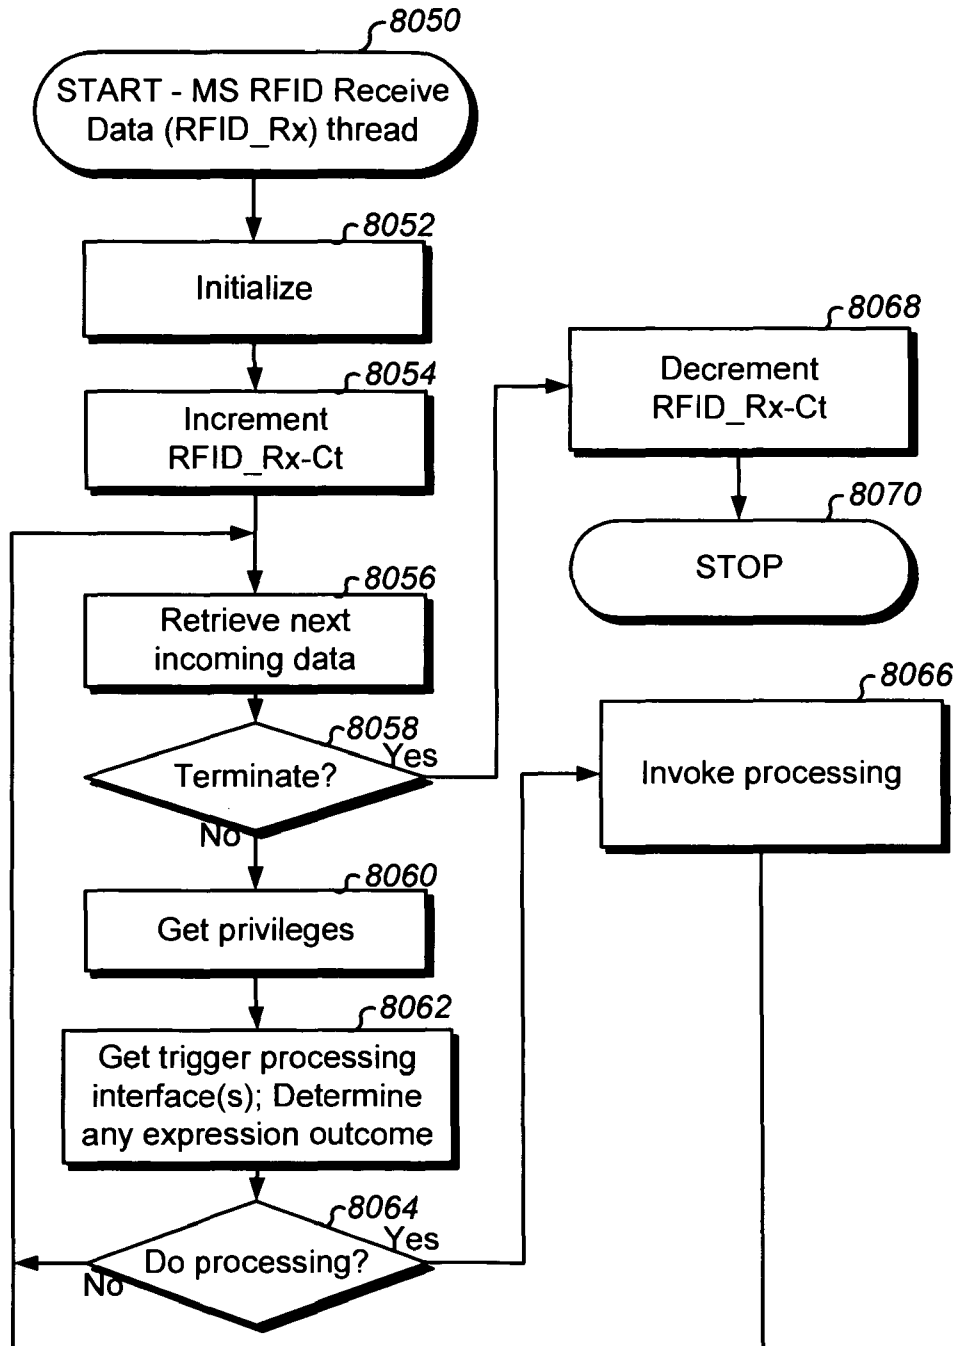 8050
START - MS RFID Receive
Data (RFID_Rx) thread
8052
Initialize
8054
Increment
RFID_Rx-Ct
8056
Retrieve next
incoming data
8058
Terminate?
Yes
No
8060
Get privileges
8062
Get trigger processing
interface(s); Determine
any expression outcome
8064
Do processing?
Yes
No
8068
Decrement
RFID_Rx-Ct
8070
STOP
8066
Invoke processing